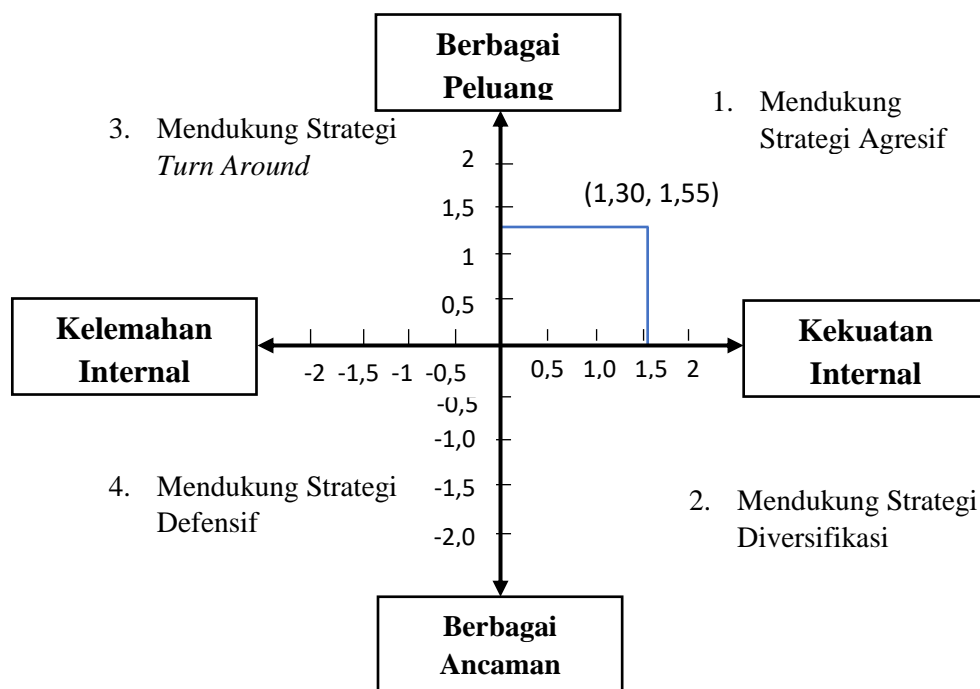 Berbagai
Peluang
1. Mendukung
Strategi Agresif
3. Mendukung Strategi
Turn Around
2
1,5
1
0,5
(1,30, 1,55)
Kelemahan
Internal
Kekuatan
Internal
-2 -1,5 -1 -0,5
0,5 1,0 1,5 2
-0,5
-1,0
-1,5
-2,0
4. Mendukung Strategi
Defensif
2. Mendukung Strategi
Diversifikasi
Berbagai
Ancaman